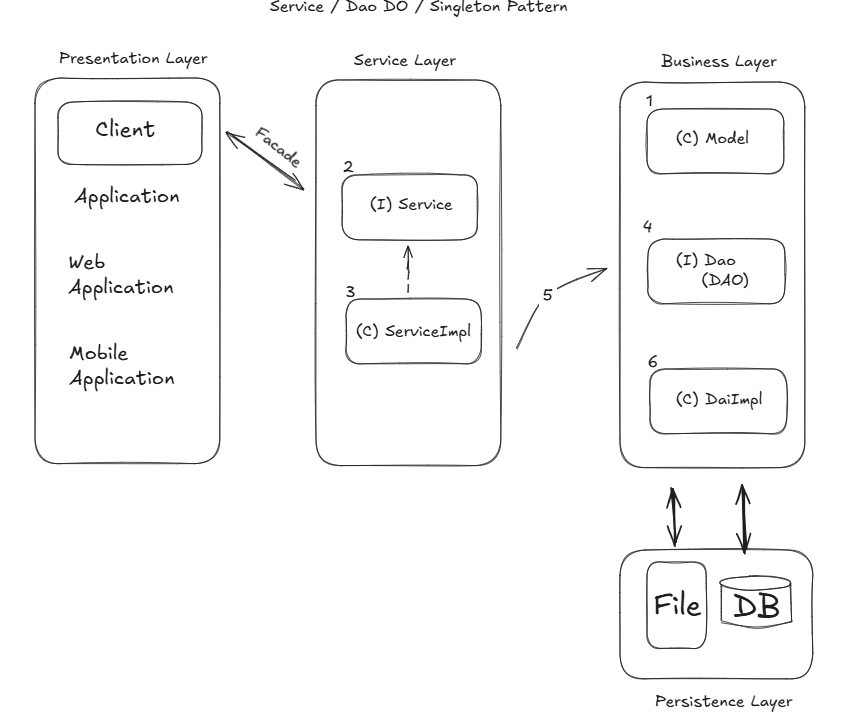 Service / Dao DO / Singleton Pattern
Presentation Layer
Service Layer
Business Layer
Client
Application
Web
Application
Mobile
Application
Facade
2
(I) Service
3
(C) ServiceImpl
5
1
(C) Model
4
(I) Dao
(DAO)
6
(C) DaiImpl
File
DB
Persistence Layer